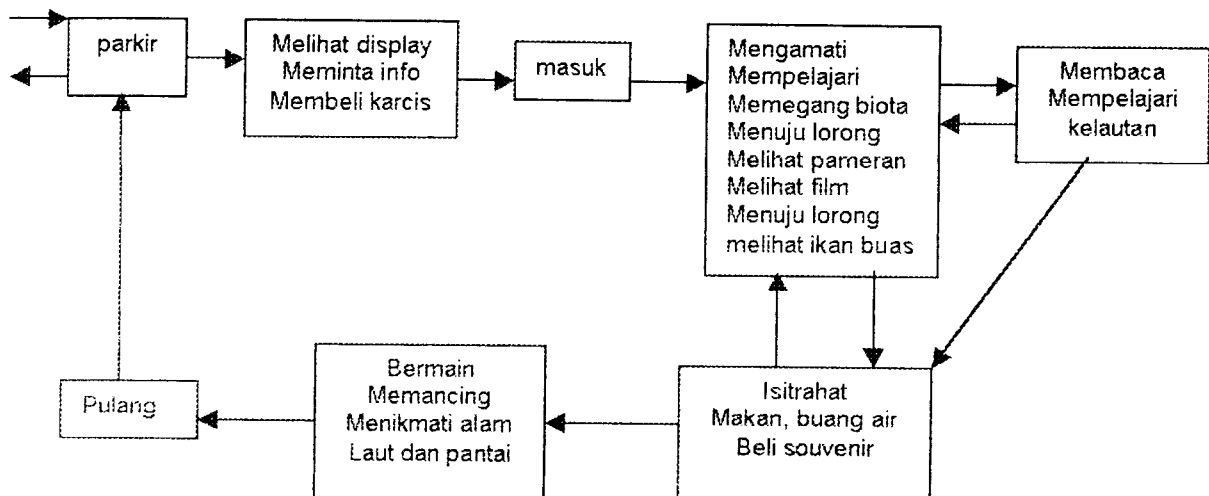 parkir
Melihat display
Meminta info
Membeli karcis
masuk
Mengamati
Mempelajari
Memegang biota
Menuju lorong
Melihat pameran
Melihat film
Menuju lorong
melihat ikan buas
Membaca
Mempelajari
kelautan
Isitrahat
Makan, buang air
Beli souvenir
Bermain
Memancing
Menikmati alam
Laut dan pantai
Pulang